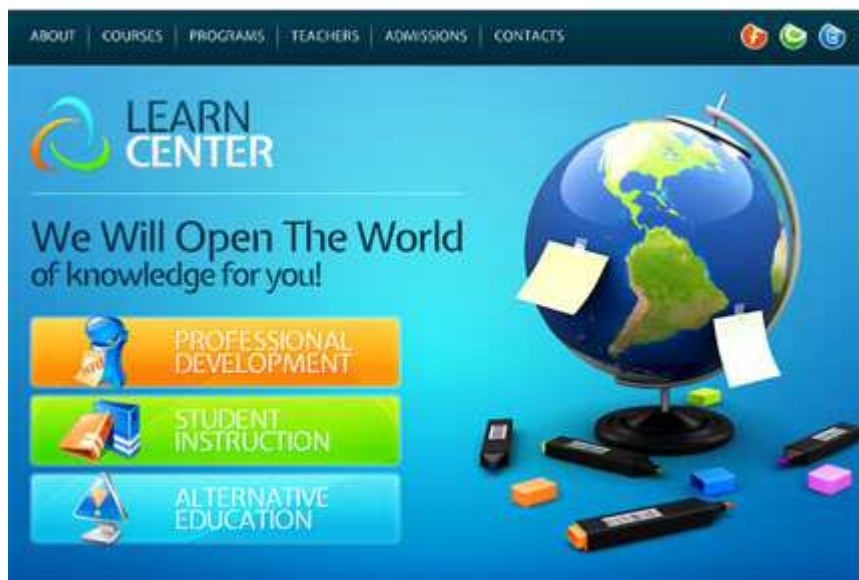 ABOUT COURSES PROGRAMS TEACHERS ADMISSIONS CONTACTS
LEARN
CENTER
We Will Open The World
of knowledge for you!
PROFESSIONAL
DEVELOPMENT
STUDENT
INSTRUCTION
ALTERNATIVE
EDUCATION